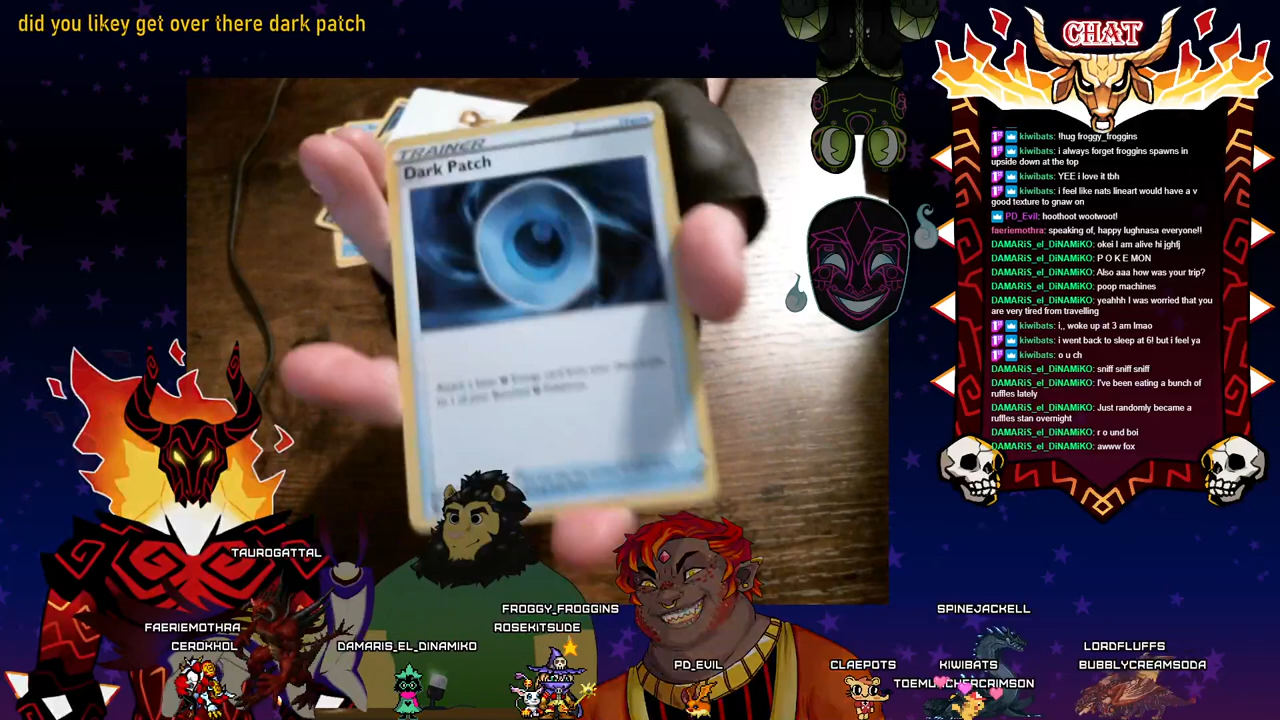 did you likey get over there dark patch
CHAT
TRAINER
Dark Patch
kiwibats: !hug froggy_froggins
kiwibats: i always forget froggins spawns in
upside down at the top
kiwibats: YEE i love it tbh
kiwibats: i feel like nats lineart would have a v
good texture to gnaw on
PD_Evil: hoothoot wootwoot!
faeriemothra: speaking of, happy lughnasa everyone!!
DAMARiS_el_DiNAMiKO: okei I am alive hi jghfj
DAMARiS_el_DiNAMiKO: P O K E MON
DAMARiS_el_DiNAMiKO: Also aaa how was your trip?
DAMARiS_el_DiNAMiKO: poop machines
DAMARiS_el_DiNAMiKO: yeahhh I was worried that you
are very tired from travelling
kiwibats: i,, woke up at 3 am lmao
kiwibats: i went back to sleep at 6! but i feel ya
kiwibats: o u ch
DAMARiS_el_DiNAMiKO: sniff sniff sniff
DAMARiS_el_DiNAMiKO: I've been eating a bunch of
ruffles lately
DAMARiS_el_DiNAMiKO: Just randomly became a
ruffles stan overnight
DAMARiS_el_DiNAMiKO: r o und boi
DAMARiS_el_DiNAMiKO: awww fox
TAUROGATTAL
FAERIEMOTHRA
CEROKHOL
DAMARIS_EL_DINAMIKO
FROGGY_FROGGINS
ROSEKITSUDE
PD_EVIL
CLAEPOTS
SPINEJACKELL
KIWIBATS
LORDFLUFFS
BUBBLYCREAMSODA